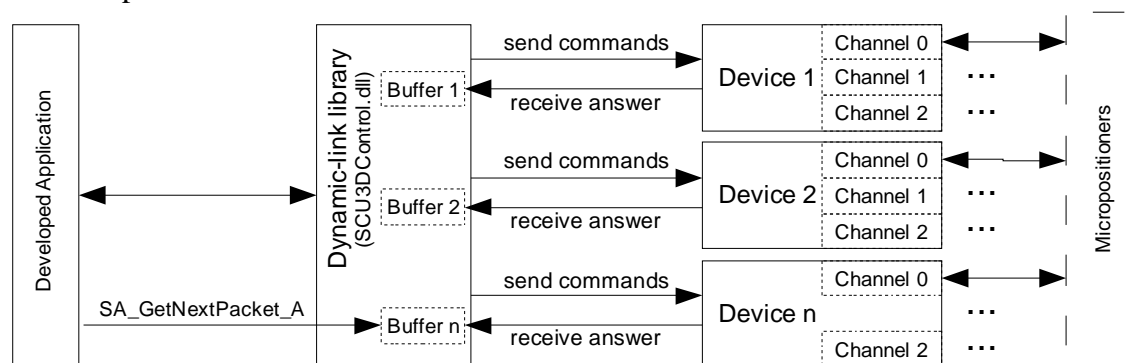 Developed Application
SA_GetNextPacket_A
Dynamic-link library
(SCU3DControl.dll)
Buffer 1
Buffer 2
Buffer n
send commands
receive answer
send commands
receive answer
send commands
receive answer
Device 1
Channel 0
Channel 1
Channel 2
Device 2
Channel 0
Channel 1
Channel 2
Device n
Channel 0
Channel 2
...
...
...
...
...
...
Micropositioners